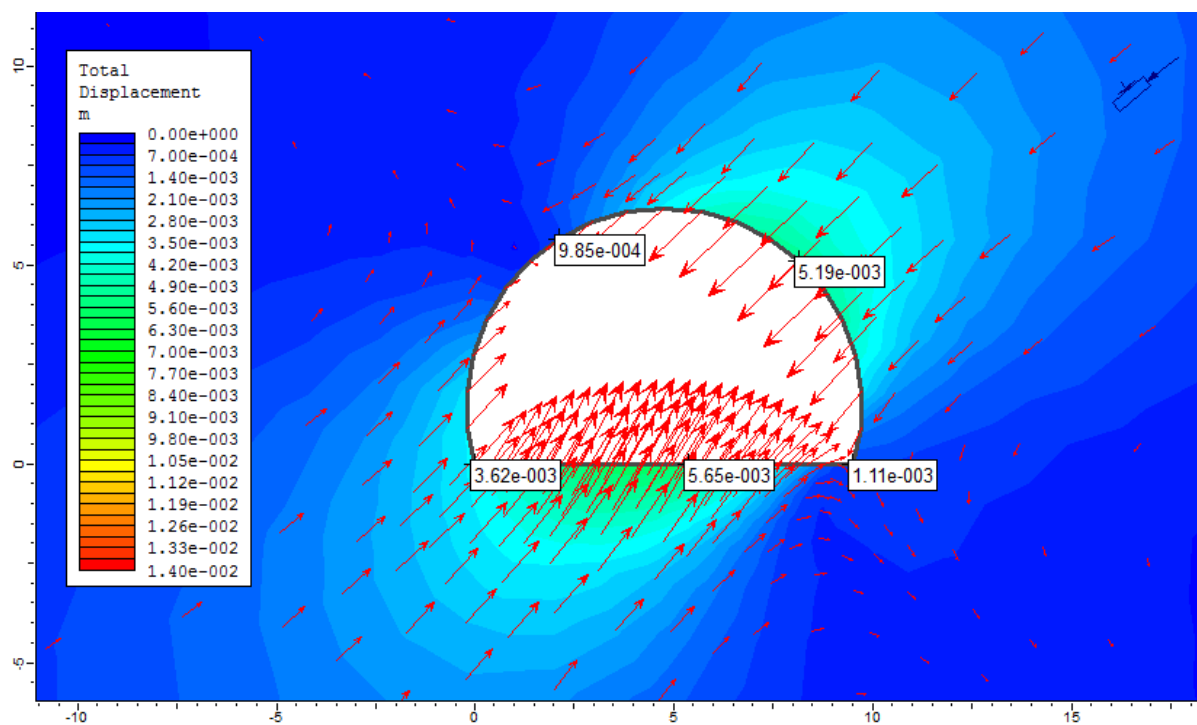 Total
Displacement
m
0.00e+000
7.00e-004
1.40e-003
2.10e-003
2.80e-003
3.50e-003
4.20e-003
4.90e-003
5.60e-003
6.30e-003
7.00e-003
7.70e-003
8.40e-003
9.10e-003
9.80e-003
1.05e-002
1.12e-002
1.19e-002
1.26e-002
1.33e-002
1.40e-002
10
5
0
-5
9.85e-004
5.19e-003
3.62e-003
5.65e-003
1.11e-003
-10
-5
0
5
10
15